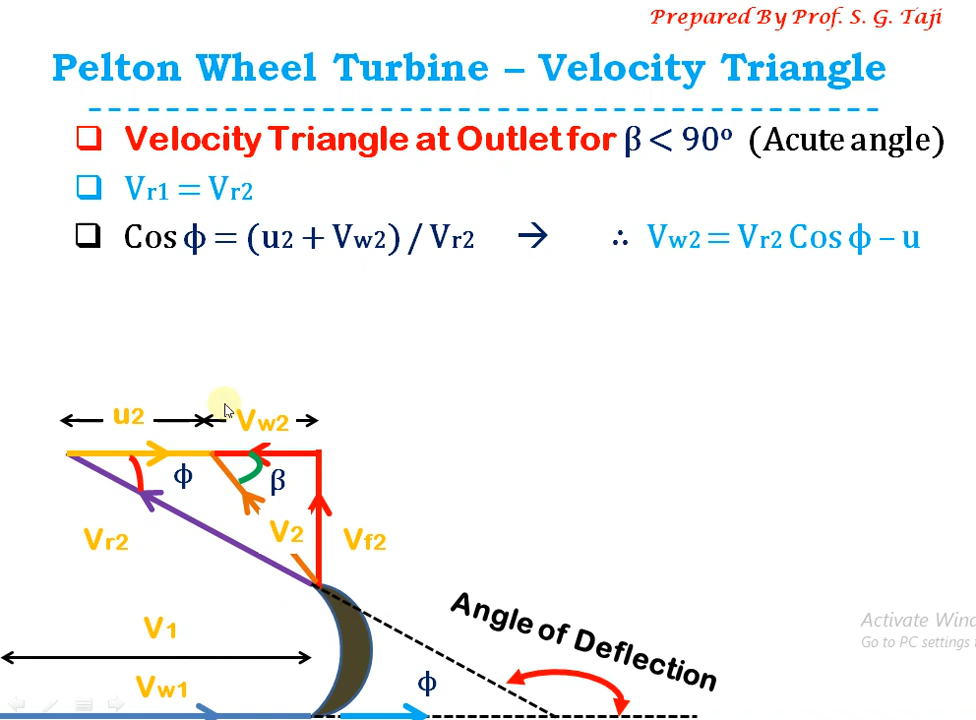 Prepared By Prof. S. G. Taji
Pelton Wheel Turbine – Velocity Triangle
Velocity Triangle at Outlet for β < 90º (Acute angle)
Vr1 = Vr2
Cos ϕ = (u2 + Vw2) / Vr2 → ∴ Vw2 = Vr2 Cos ϕ – u
u2
Vw2
ϕ
β
Vr2
V2
Vf2
Angle of Deflection
V1
Vw1
ϕ
Activate Wind
Go to PC settings